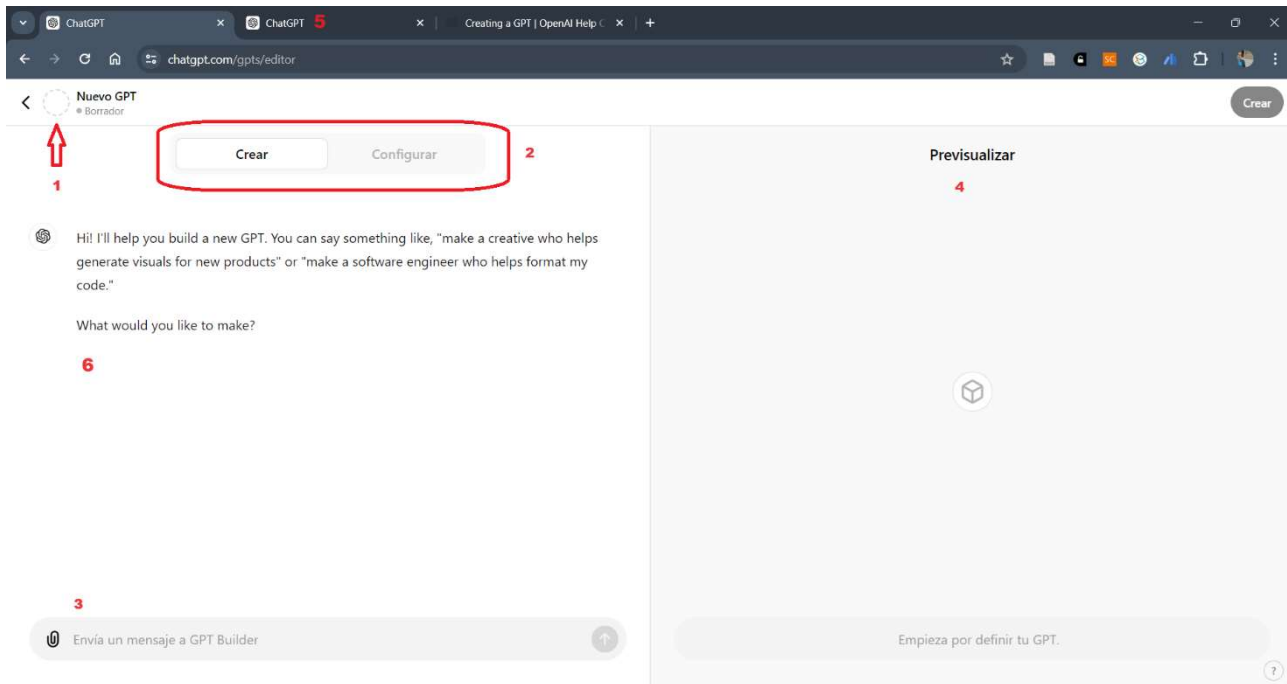 ChatGPT
ChatGPT 5
Creating a GPT | OpenAI Help C
chatgpt.com/gpts/editor
Nuevo GPT
Borrador
Crear
1
Crear Configurar
2
Previsualizar
4
Hi! I'll help you build a new GPT. You can say something like, "make a creative who helps
generate visuals for new products" or "make a software engineer who helps format my
code."
What would you like to make?
6
3
Envía un mensaje a GPT Builder
Empieza por definir tu GPT.
?